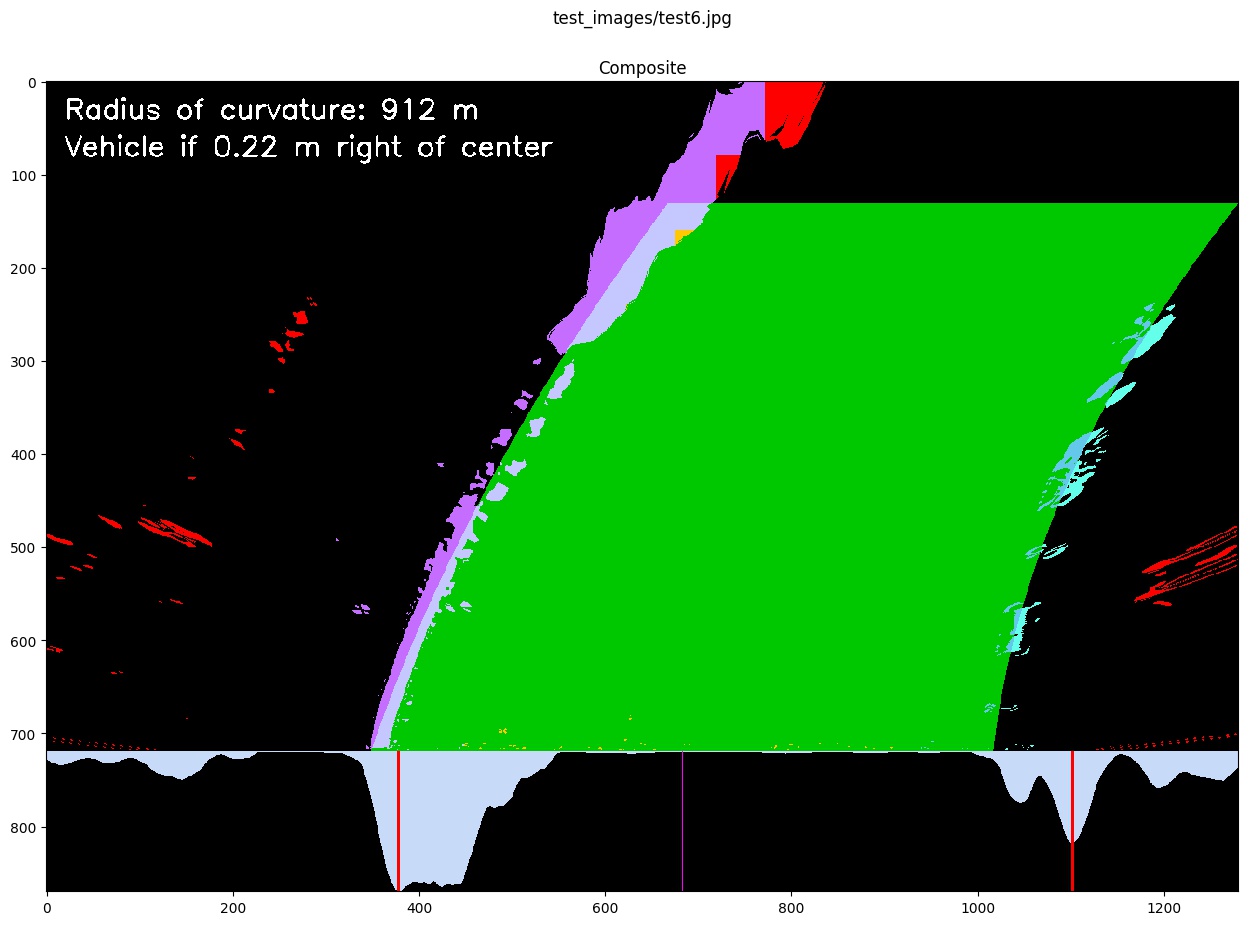 test_images/test6.jpg
Composite
Radius of curvature: 912 m
Vehicle if 0.22 m right of center
0
100
200
300
400
500
600
700
800
0 200 400 600 800 1000 1200